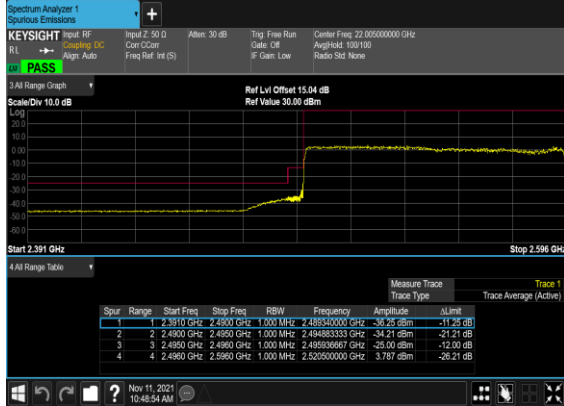 Spectrum Analyzer 1
Spurious Emissions
KEYSIGHT Input: RF Input Z: 50 Ω Atten: 30 dB Trig: Free Run Center Freq: 22.005000000 GHz
RL Coupling: DC Corr CCorr Gate: Off Avg|Hold: 100/100
Align: Auto Freq Ref: Int (S) IF Gain: Low Radio Std: None
PASS
3 All Range Graph
Ref Lvl Offset 15.04 dB
Scale/Div 10.0 dB Ref Value 30.00 dBm
Log
20.0
10.0
0.00
-10.0
-20.0
-30.0
-40.0
-50.0
-60.0
Start 2.391 GHz Stop 2.596 GHz
4 All Range Table
Measure Trace Trace 1
Trace Type Trace Average (Active)
Spur Range Start Freq Stop Freq RBW Frequency Amplitude ΔLimit
1 1 2.3910 GHz 2.4900 GHz 1.000 MHz 2.489340000 GHz -36.25 dBm -11.25 dB
2 2 2.4900 GHz 2.4950 GHz 1.000 MHz 2.494883333 GHz -34.21 dBm -21.21 dB
3 3 2.4950 GHz 2.4960 GHz 1.000 MHz 2.495936667 GHz -25.00 dBm -12.00 dB
4 4 2.4960 GHz 2.5960 GHz 1.000 MHz 2.520500000 GHz 3.787 dBm -26.21 dB
Nov 11, 2021
10:48:54 AM